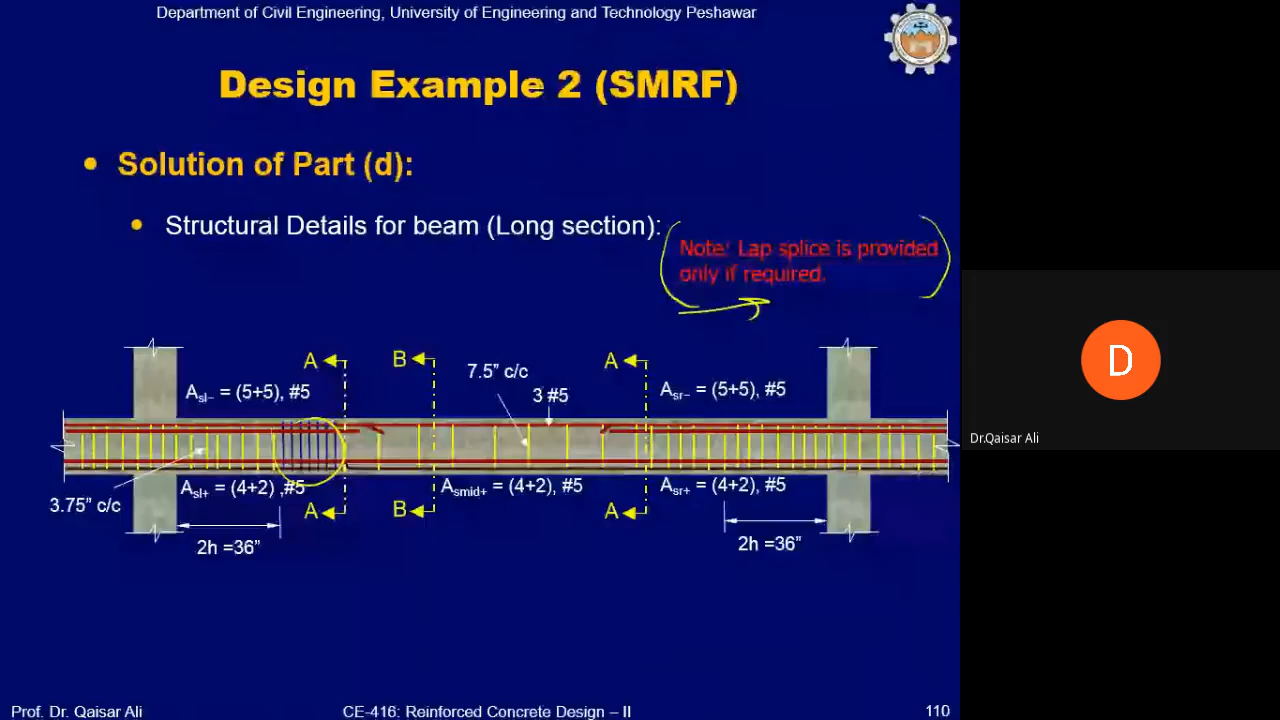 Department of Civil Engineering, University of Engineering and Technology Peshawar
Design Example 2 (SMRF)
• Solution of Part (d):
• Structural Details for beam (Long section):
Note: Lap splice is provided
only if required.
A
B
A
7.5” c/c
3 #5
Asl− = (5+5), #5
Asr− = (5+5), #5
D
Dr.Qaisar Ali
3.75” c/c
Asl+ = (4+2) ,#5
Asmid+ = (4+2), #5
Asr+ = (4+2), #5
A
B
A
2h =36”
2h =36”
Prof. Dr. Qaisar Ali
CE-416: Reinforced Concrete Design – II
110